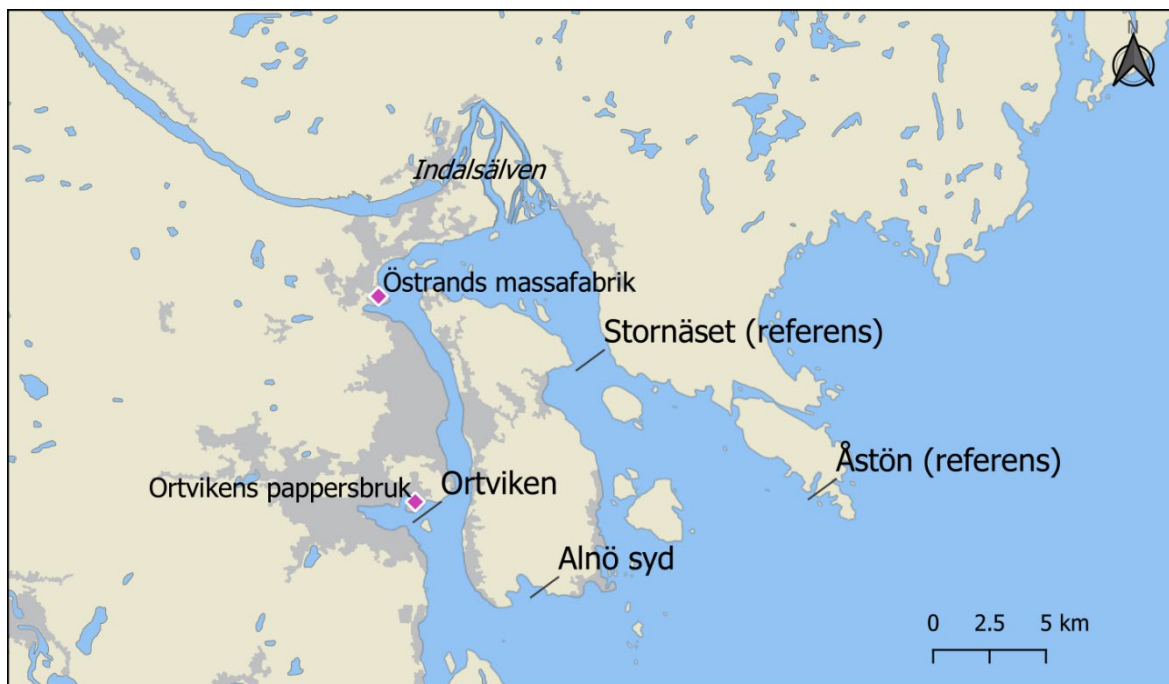 N
Indalsälven
Östrands massafabrik
Stornäset (referens)
Åstön (referens)
Ortvikens pappersbruk
Ortviken
Alnö syd
0 2.5 5 km